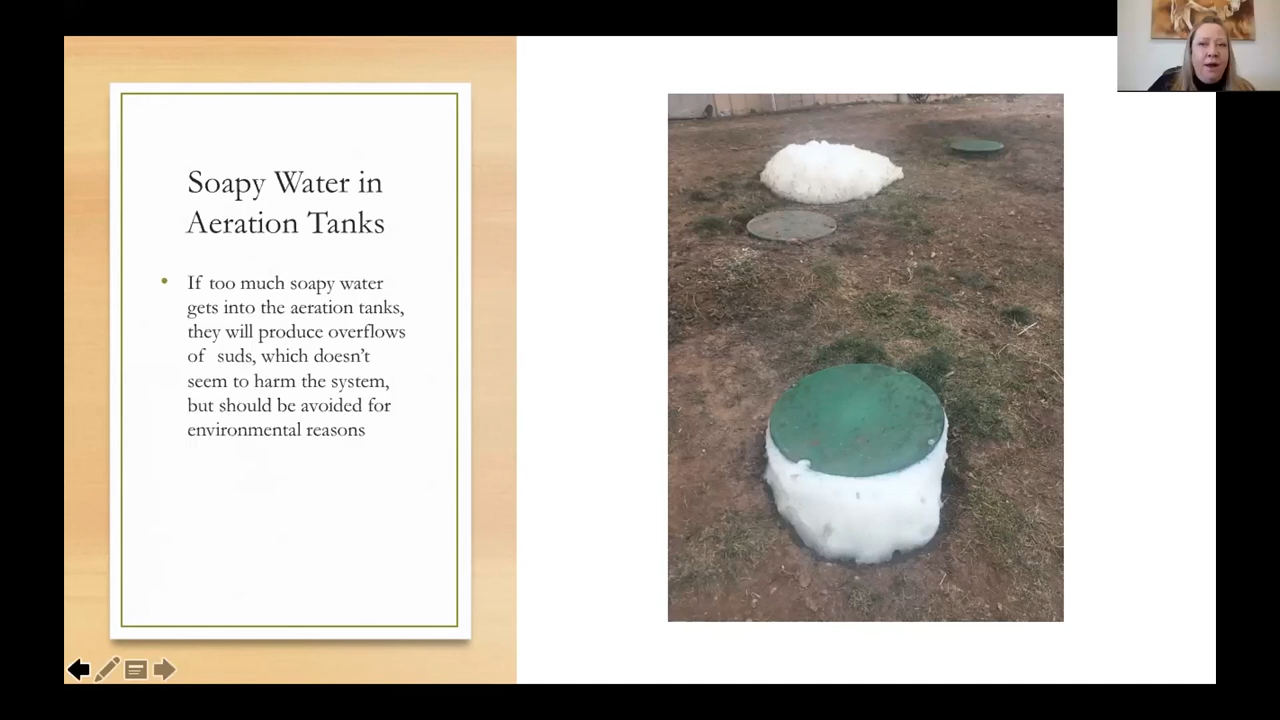 Soapy Water in
Aeration Tanks
• If too much soapy water
gets into the aeration tanks,
they will produce overflows
of suds, which doesn't
seem to harm the system,
but should be avoided for
environmental reasons